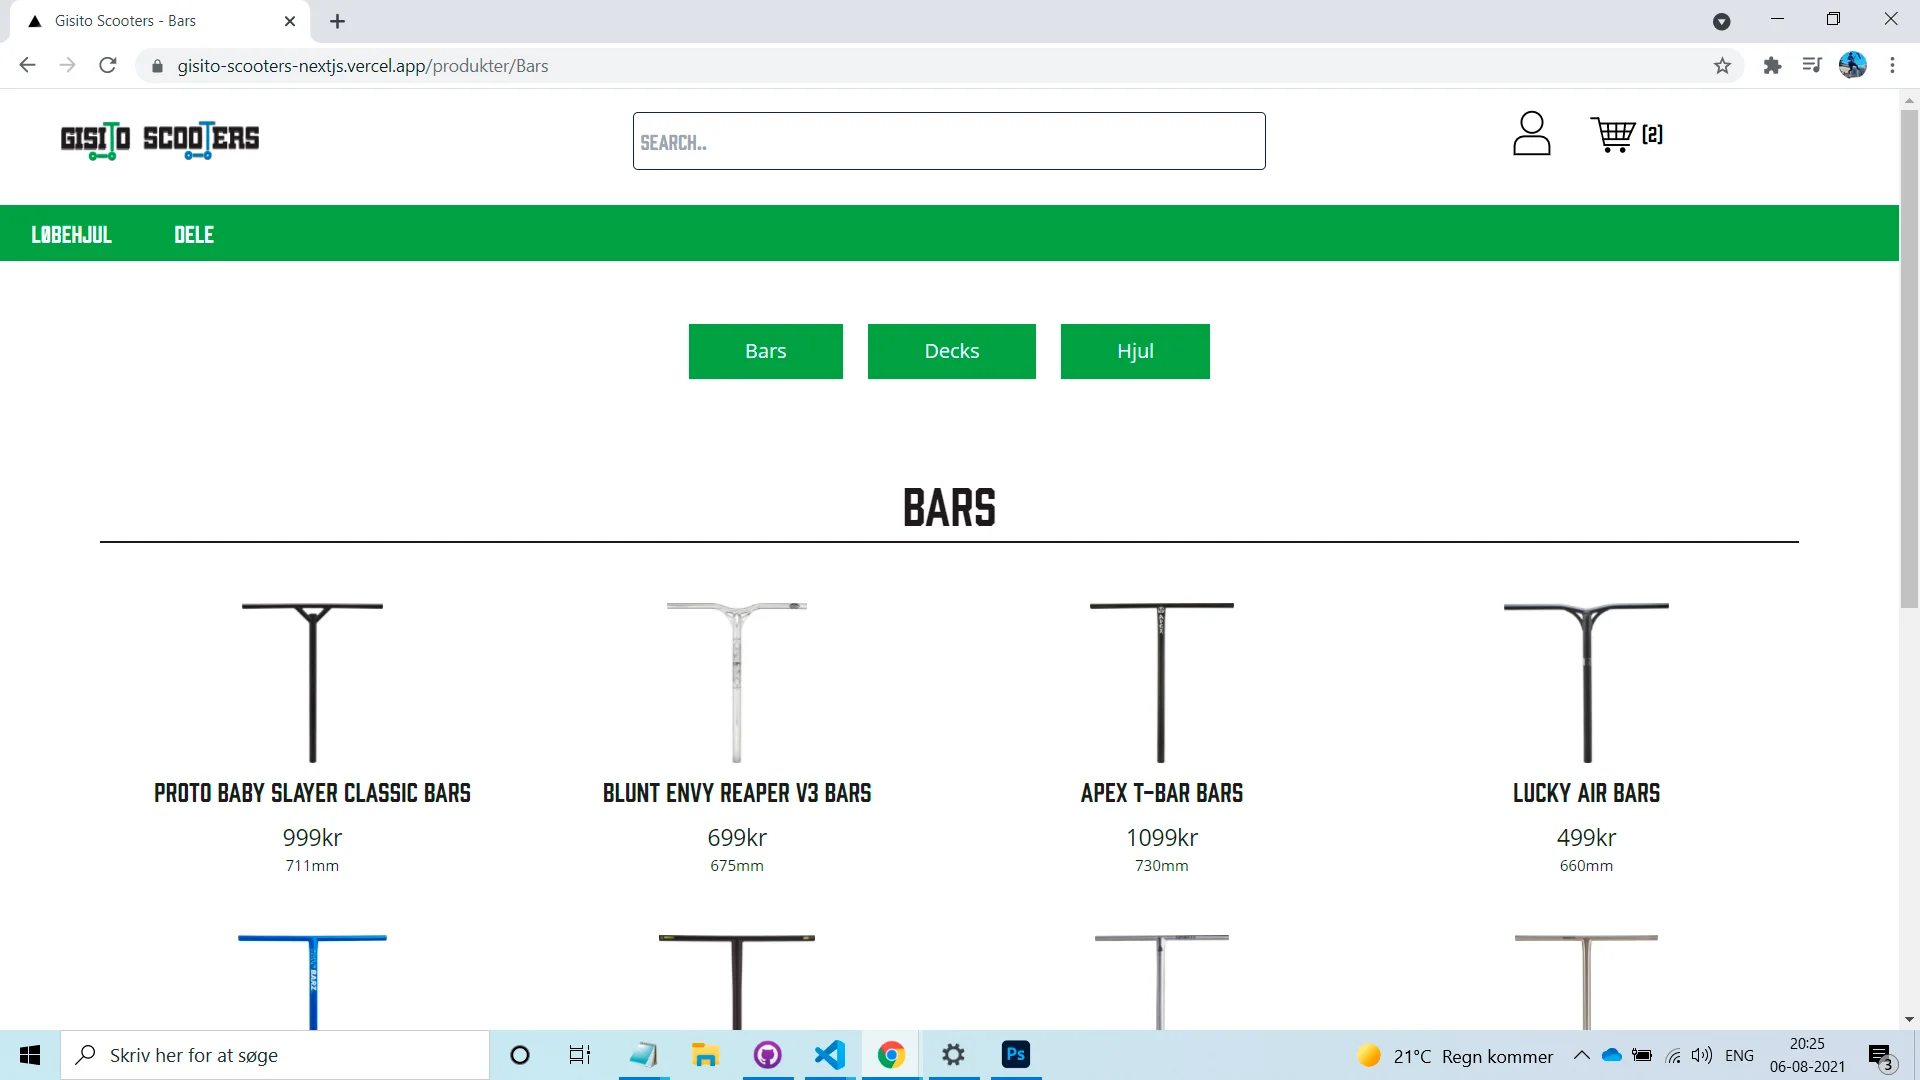 Gisito Scooters - Bars
gisito-scooters-nextjs.vercel.app/produkter/Bars
GISITO SCOOTERS
SEARCH..
[2]
LØBEHJUL DELE
Bars Decks Hjul
BARS
PROTO BABY SLAYER CLASSIC BARS BLUNT ENVY REAPER V3 BARS APEX T-BAR BARS LUCKY AIR BARS
999kr 699kr 1099kr 499kr
711mm 675mm 730mm 660mm
BARZ
Skriv her for at søge
Ps
21°C Regn kommer
ENG
20:25
06-08-2021
3